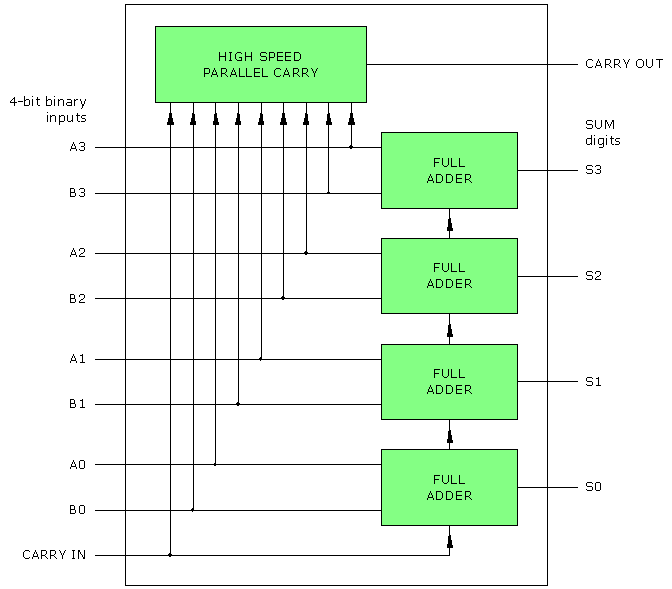 HIGH SPEED
PARALLEL CARRY
CARRY OUT
4-bit binary
inputs
SUM
digits
A3
FULL
ADDER
S3
B3
A2
FULL
ADDER
S2
B2
A1
FULL
ADDER
S1
B1
A0
FULL
ADDER
S0
B0
CARRY IN